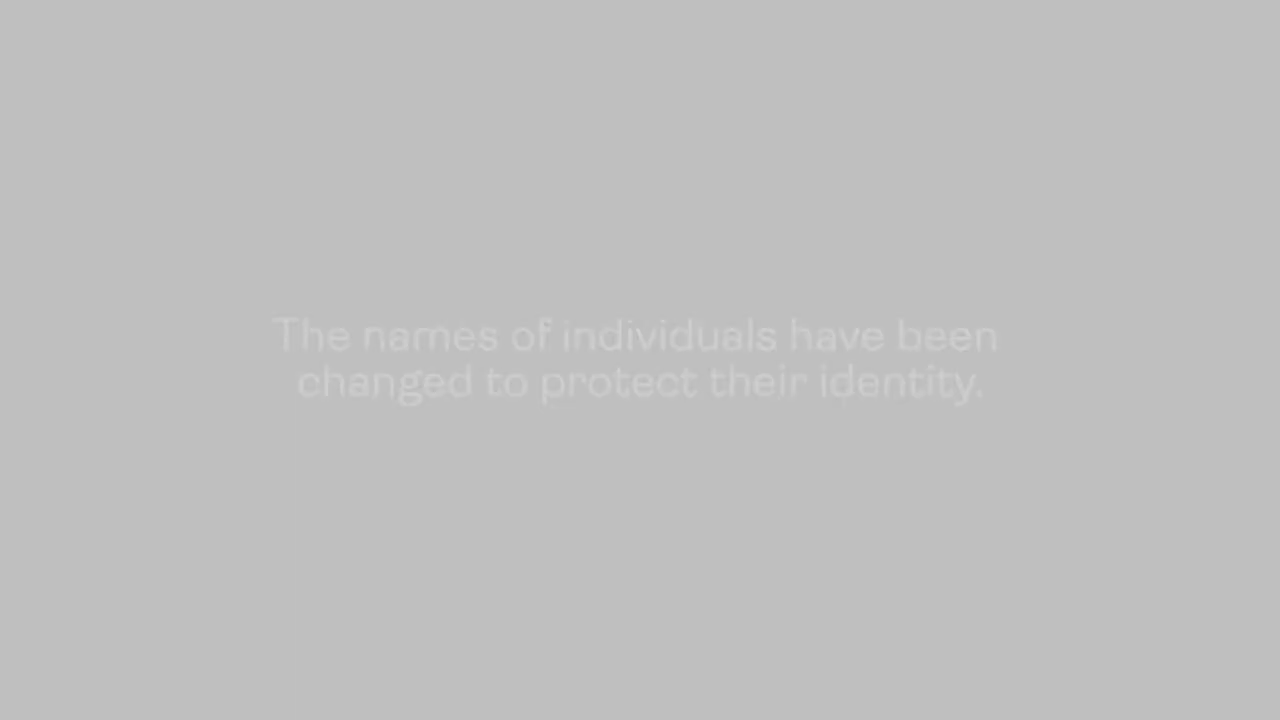 The names of individuals have been
changed to protect their identity.